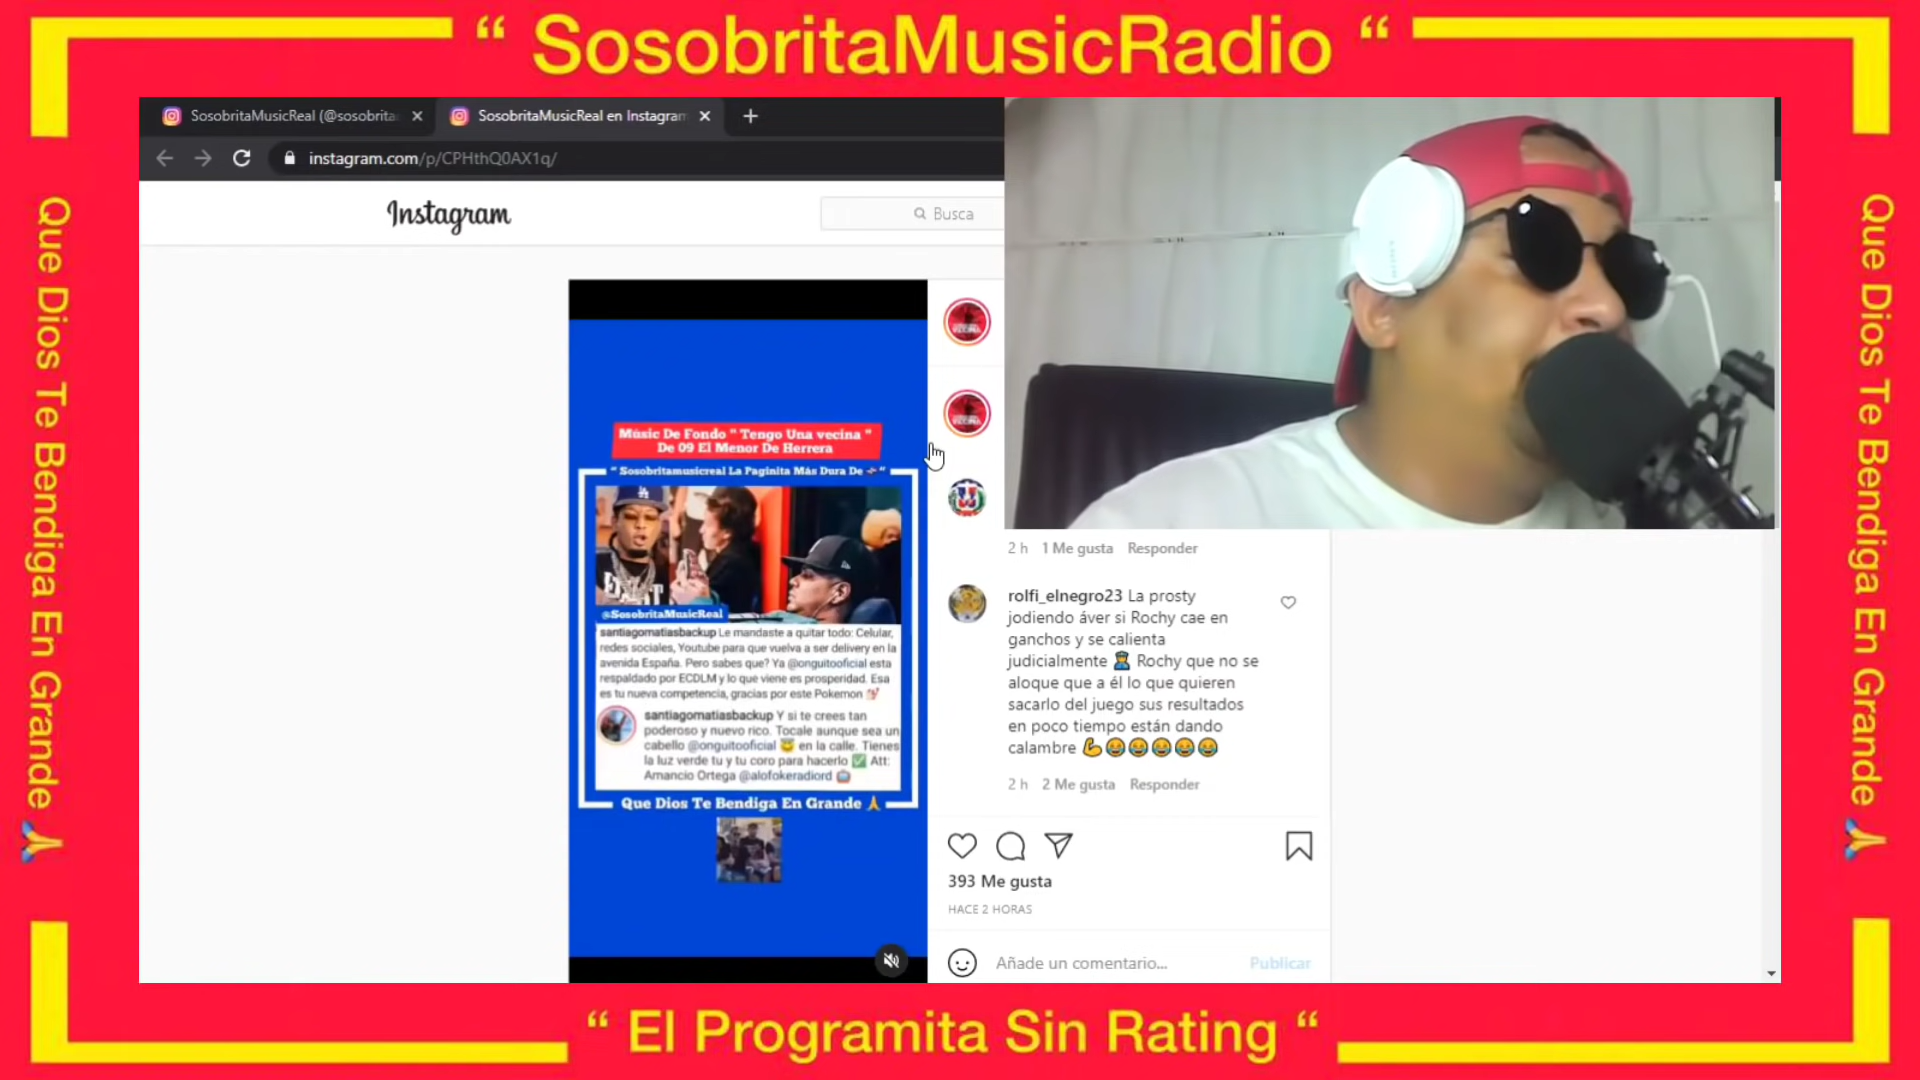 “ SosobritaMusicRadio “
SosobritaMusicReal (@sosobrita
SosobritaMusicReal en Instagram
instagram.com/p/CPHthQ0AX1q/
Instagram
Busca
Que Dios Te Bendiga En Grande 🙏
Que Dios Te Bendiga En Grande 🙏
Músic De Fondo " Tengo Una vecina "
De 09 El Menor De Herrera
" Sosobritamusicreal La Paginita Más Dura De "
@SosobritaMusicReal
santiagomatiasbackup Le mandaste a quitar todo: Celular,
redes sociales, Youtube para que vuelva a ser delivery en la
avenida España. Pero sabes que? Ya @onguitooficial esta
respaldado por ECDLM y lo que viene es prosperidad. Esa
es tu nueva competencia, gracias por este Pokemon 💯
santiagomatiasbackup Y si te crees tan
poderoso y nuevo rico. Tocale aunque sea un
cabello @onguitooficial 😇 en la calle. Tienes
la luz verde tu y tu coro para hacerlo ✅ Att:
Amancio Ortega @alofokeradiord
Que Dios Te Bendiga En Grande 🙏
2 h 1 Me gusta Responder
rolfi_elnegro23 La prosty
jodiendo áver si Rochy cae en
ganchos y se calienta
judicialmente 👮 Rochy que no se
aloque que a él lo que quieren
sacarlo del juego sus resultados
en poco tiempo están dando
calambre 💪😂😂😂😂😂
2 h 2 Me gusta Responder
393 Me gusta
HACE 2 HORAS
Añade un comentario...
Publicar
“ El Programita Sin Rating “